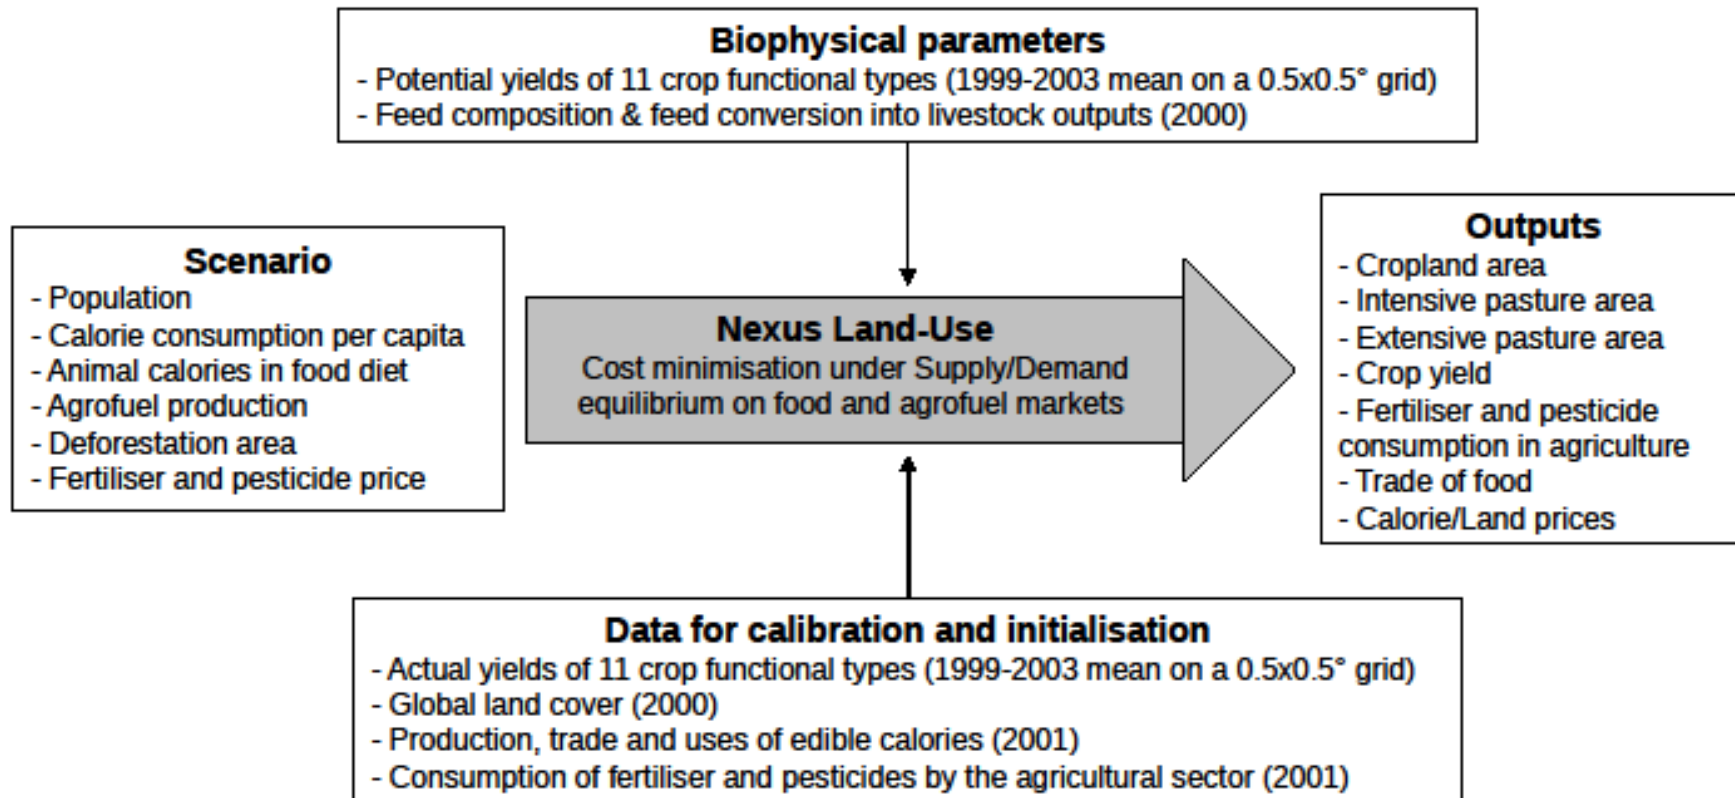 Biophysical parameters
- Potential yields of 11 crop functional types (1999-2003 mean on a 0.5x0.5° grid)
- Feed composition & feed conversion into livestock outputs (2000)
Scenario
- Population
- Calorie consumption per capita
- Animal calories in food diet
- Agrofuel production
- Deforestation area
- Fertiliser and pesticide price
Nexus Land-Use
Cost minimisation under Supply/Demand
equilibrium on food and agrofuel markets
Outputs
- Cropland area
- Intensive pasture area
- Extensive pasture area
- Crop yield
- Fertiliser and pesticide
consumption in agriculture
- Trade of food
- Calorie/Land prices
Data for calibration and initialisation
- Actual yields of 11 crop functional types (1999-2003 mean on a 0.5x0.5° grid)
- Global land cover (2000)
- Production, trade and uses of edible calories (2001)
- Consumption of fertiliser and pesticides by the agricultural sector (2001)